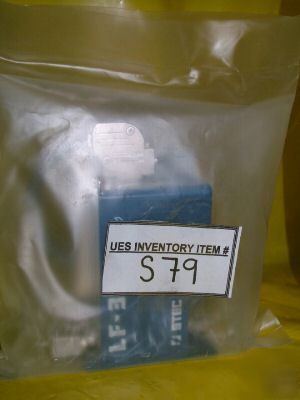 UES INVENTORY ITEM #
S79
LF-3
STEC